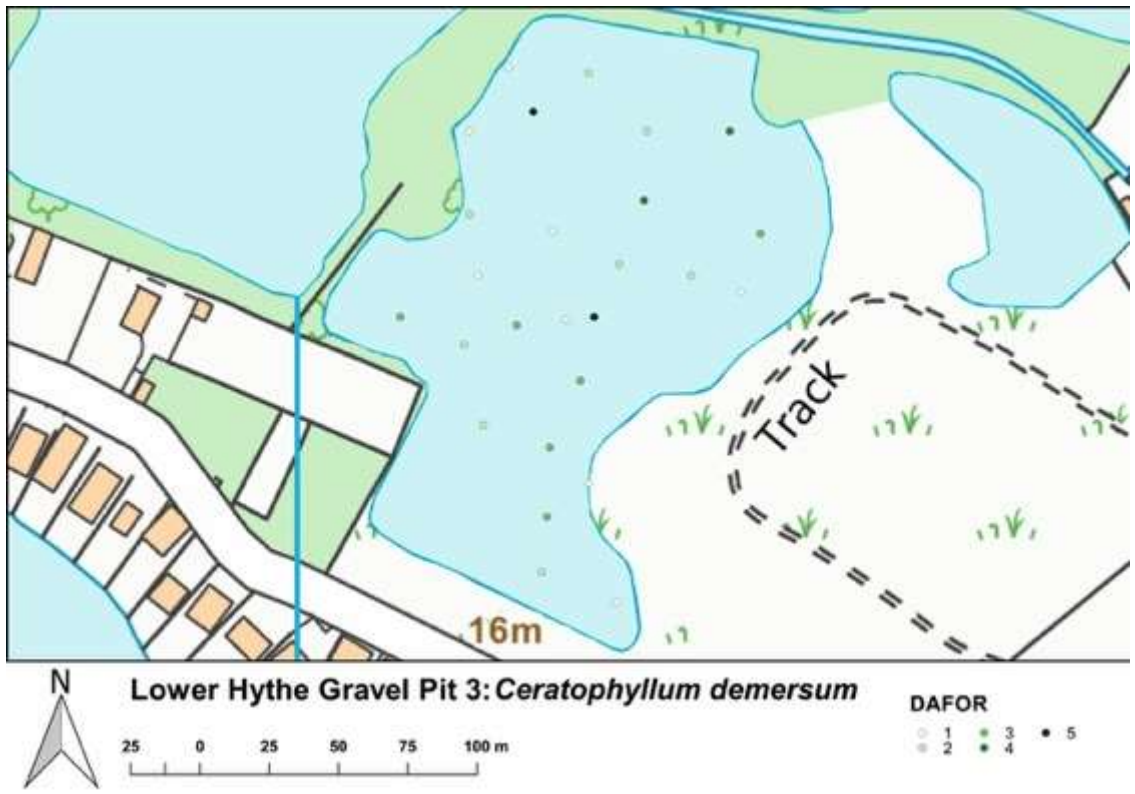 Track
16m
N
Lower Hythe Gravel Pit 3: Ceratophyllum demersum
25 0 25 50 75 100 m
DAFOR
1 3 5
2 4